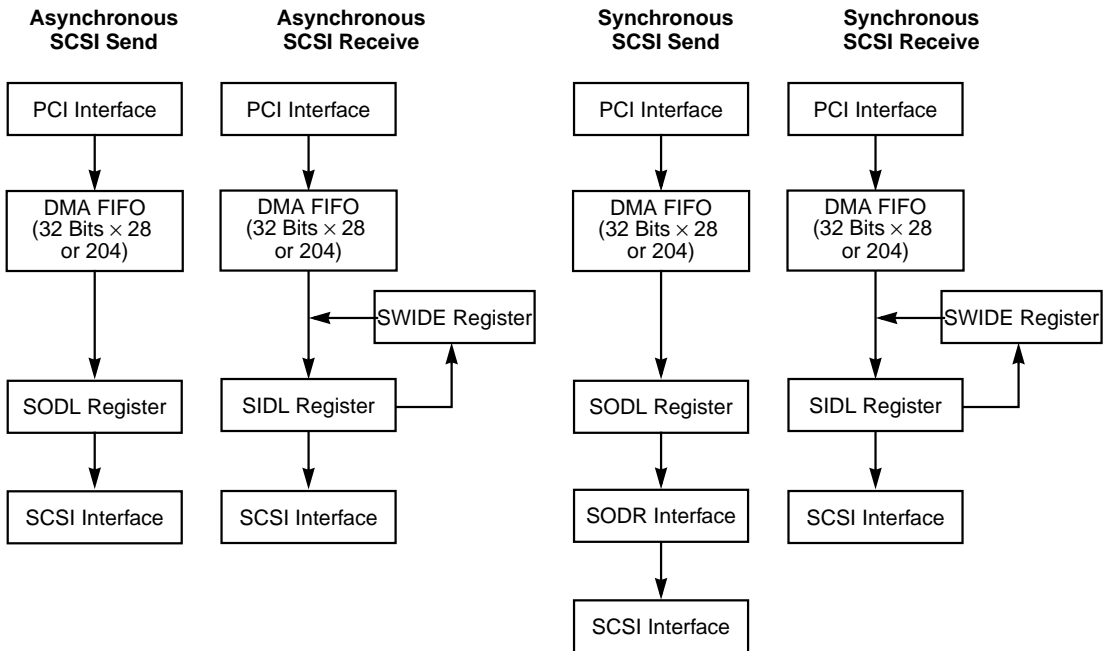 Asynchronous
SCSI Send
Asynchronous
SCSI Receive
Synchronous
SCSI Send
Synchronous
SCSI Receive
PCI Interface
PCI Interface
PCI Interface
PCI Interface
DMA FIFO
(32 Bits × 28
or 204)
DMA FIFO
(32 Bits × 28
or 204)
DMA FIFO
(32 Bits × 28
or 204)
DMA FIFO
(32 Bits × 28
or 204)
SWIDE Register
SWIDE Register
SODL Register
SIDL Register
SODL Register
SIDL Register
SCSI Interface
SCSI Interface
SODR Interface
SCSI Interface
SCSI Interface